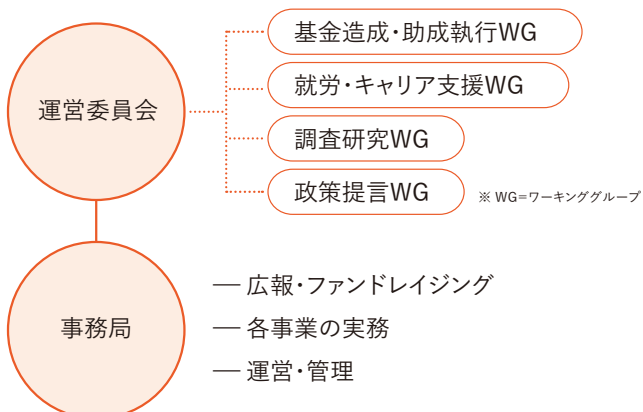 運営委員会
基金造成・助成執行WG
就労・キャリア支援WG
調査研究WG
政策提言WG
※ WG=ワーキンググループ
事務局
— 広報・ファンドレイジング
— 各事業の実務
— 運営・管理